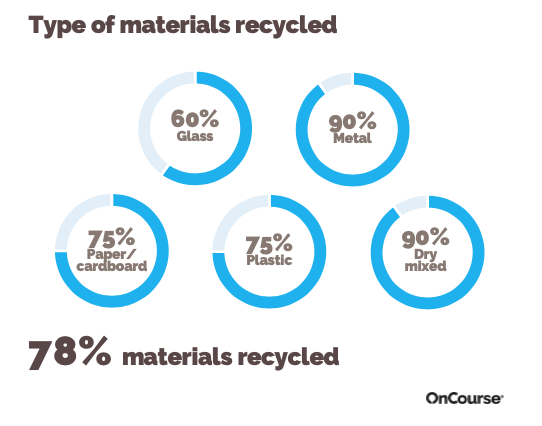 Type of materials recycled
60%
Glass
90%
Metal
75%
Paper/
cardboard
75%
Plastic
90%
Dry
mixed
78% materials recycled
OnCourse